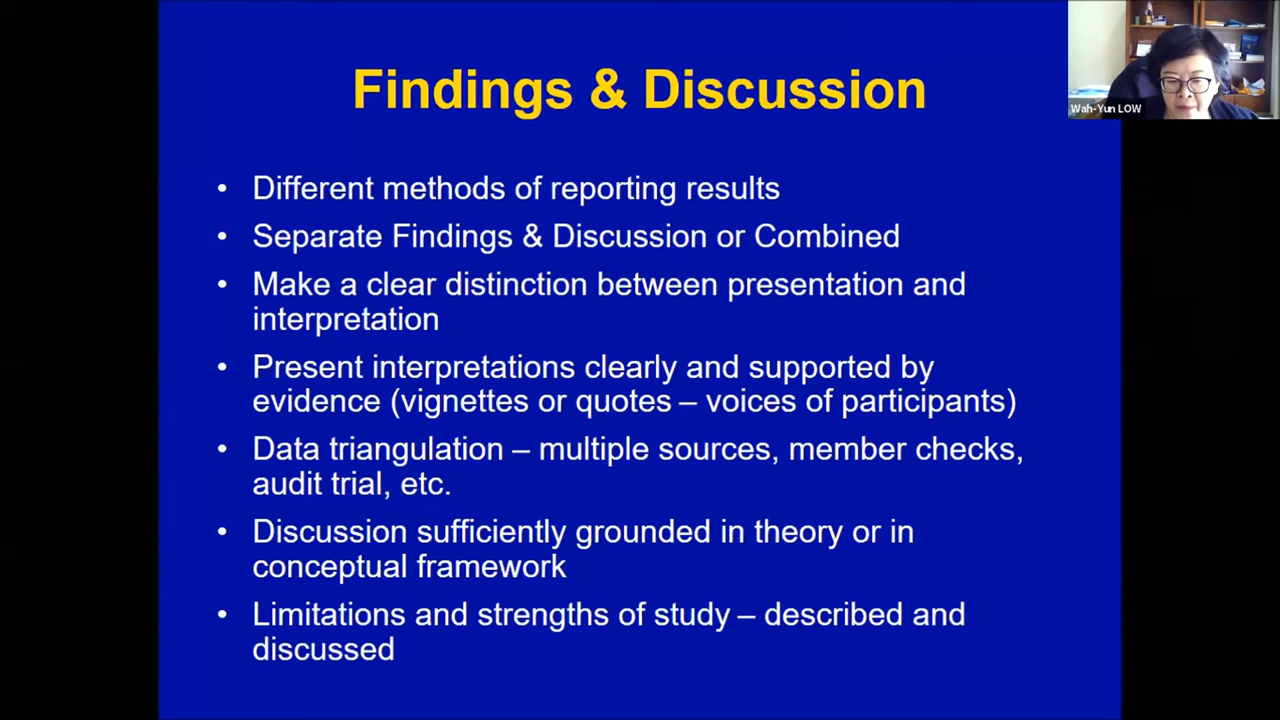 Findings & Discussion
Wah-Yun LOW
• Different methods of reporting results
• Separate Findings & Discussion or Combined
• Make a clear distinction between presentation and
interpretation
• Present interpretations clearly and supported by
evidence (vignettes or quotes – voices of participants)
• Data triangulation – multiple sources, member checks,
audit trial, etc.
• Discussion sufficiently grounded in theory or in
conceptual framework
• Limitations and strengths of study – described and
discussed